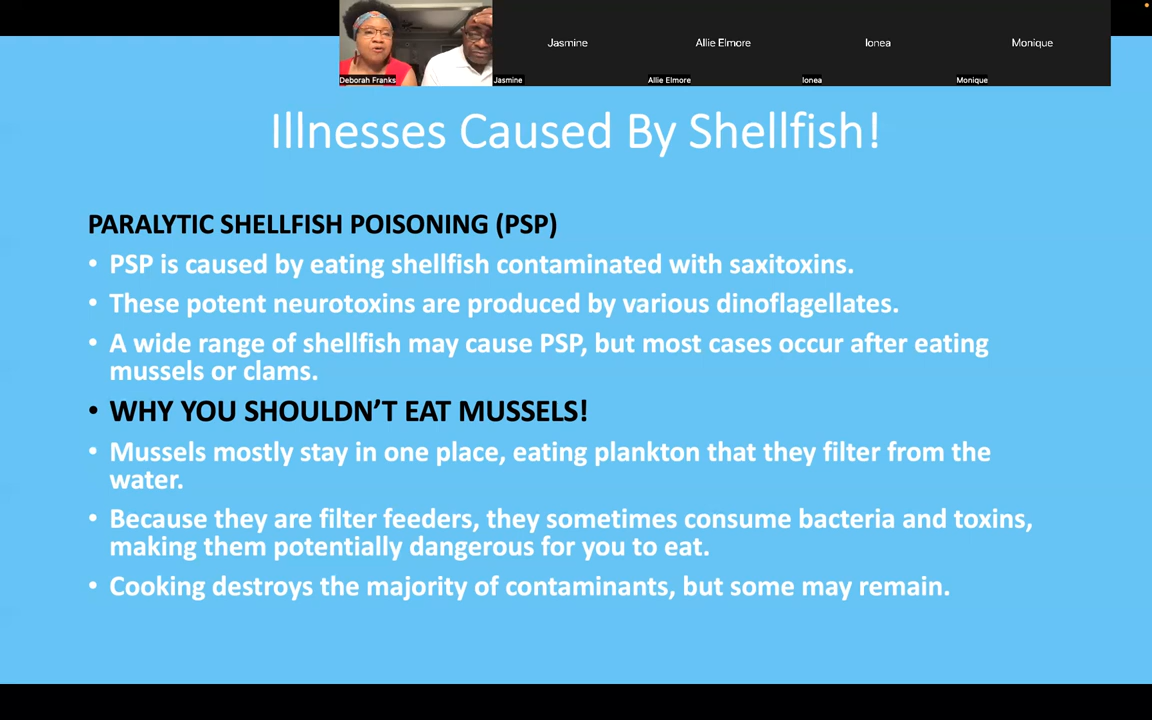 Jasmine
Allie Elmore
Ionea
Monique
Deborah Franks
Jasmine
Allie Elmore
Ionea
Monique
Illnesses Caused By Shellfish!
PARALYTIC SHELLFISH POISONING (PSP)
• PSP is caused by eating shellfish contaminated with saxitoxins.
• These potent neurotoxins are produced by various dinoflagellates.
• A wide range of shellfish may cause PSP, but most cases occur after eating
mussels or clams.
• WHY YOU SHOULDN’T EAT MUSSELS!
• Mussels mostly stay in one place, eating plankton that they filter from the
water.
• Because they are filter feeders, they sometimes consume bacteria and toxins,
making them potentially dangerous for you to eat.
• Cooking destroys the majority of contaminants, but some may remain.